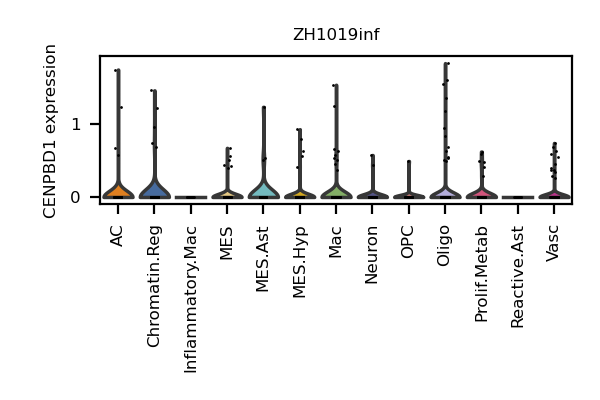 ZH1019inf
CENPBD1 expression
1
0
AC
Chromatin.Reg
Inflammatory.Mac
MES
MES.Ast
MES.Hyp
Mac
Neuron
OPC
Oligo
Prolif.Metab
Reactive.Ast
Vasc